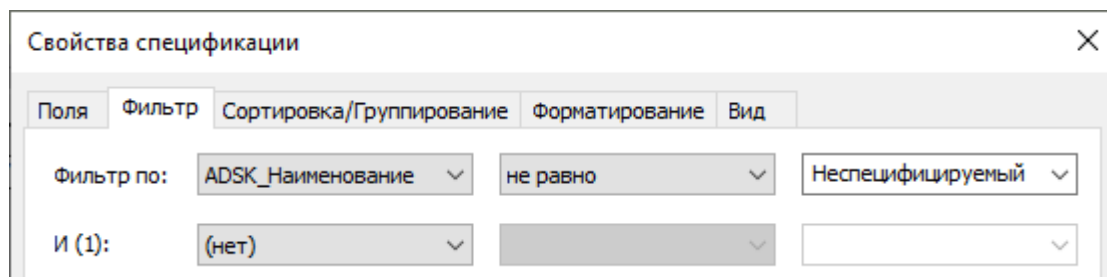 Свойства спецификации
Поля Фильтр Сортировка/Группирование Форматирование Вид
Фильтр по: ADSK_Наименование не равно Неспецифицируемый
И (1): (нет)